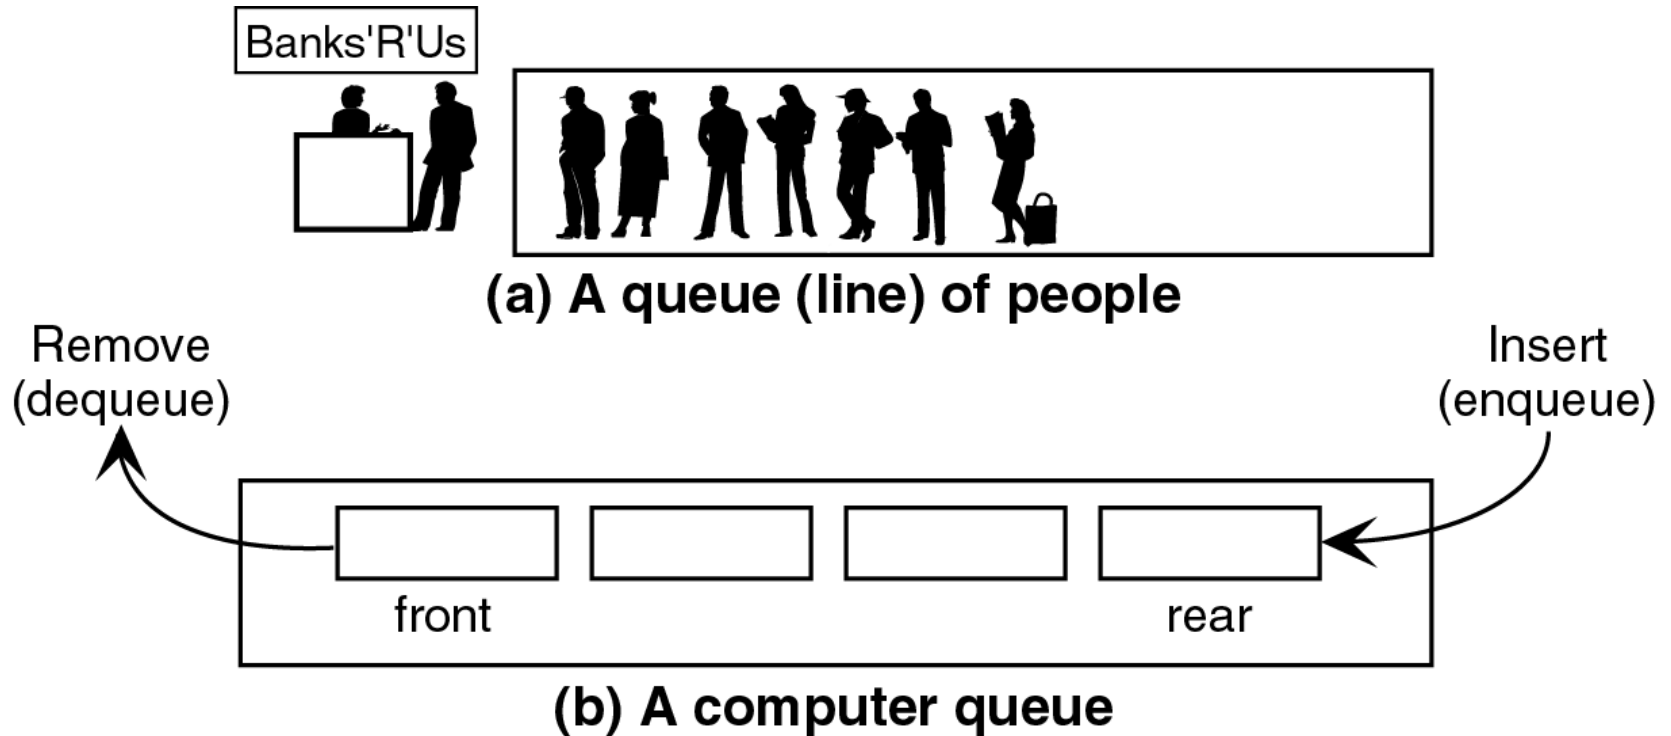 Banks'R'Us
(a) A queue (line) of people
Remove
(dequeue)
Insert
(enqueue)
front
rear
(b) A computer queue